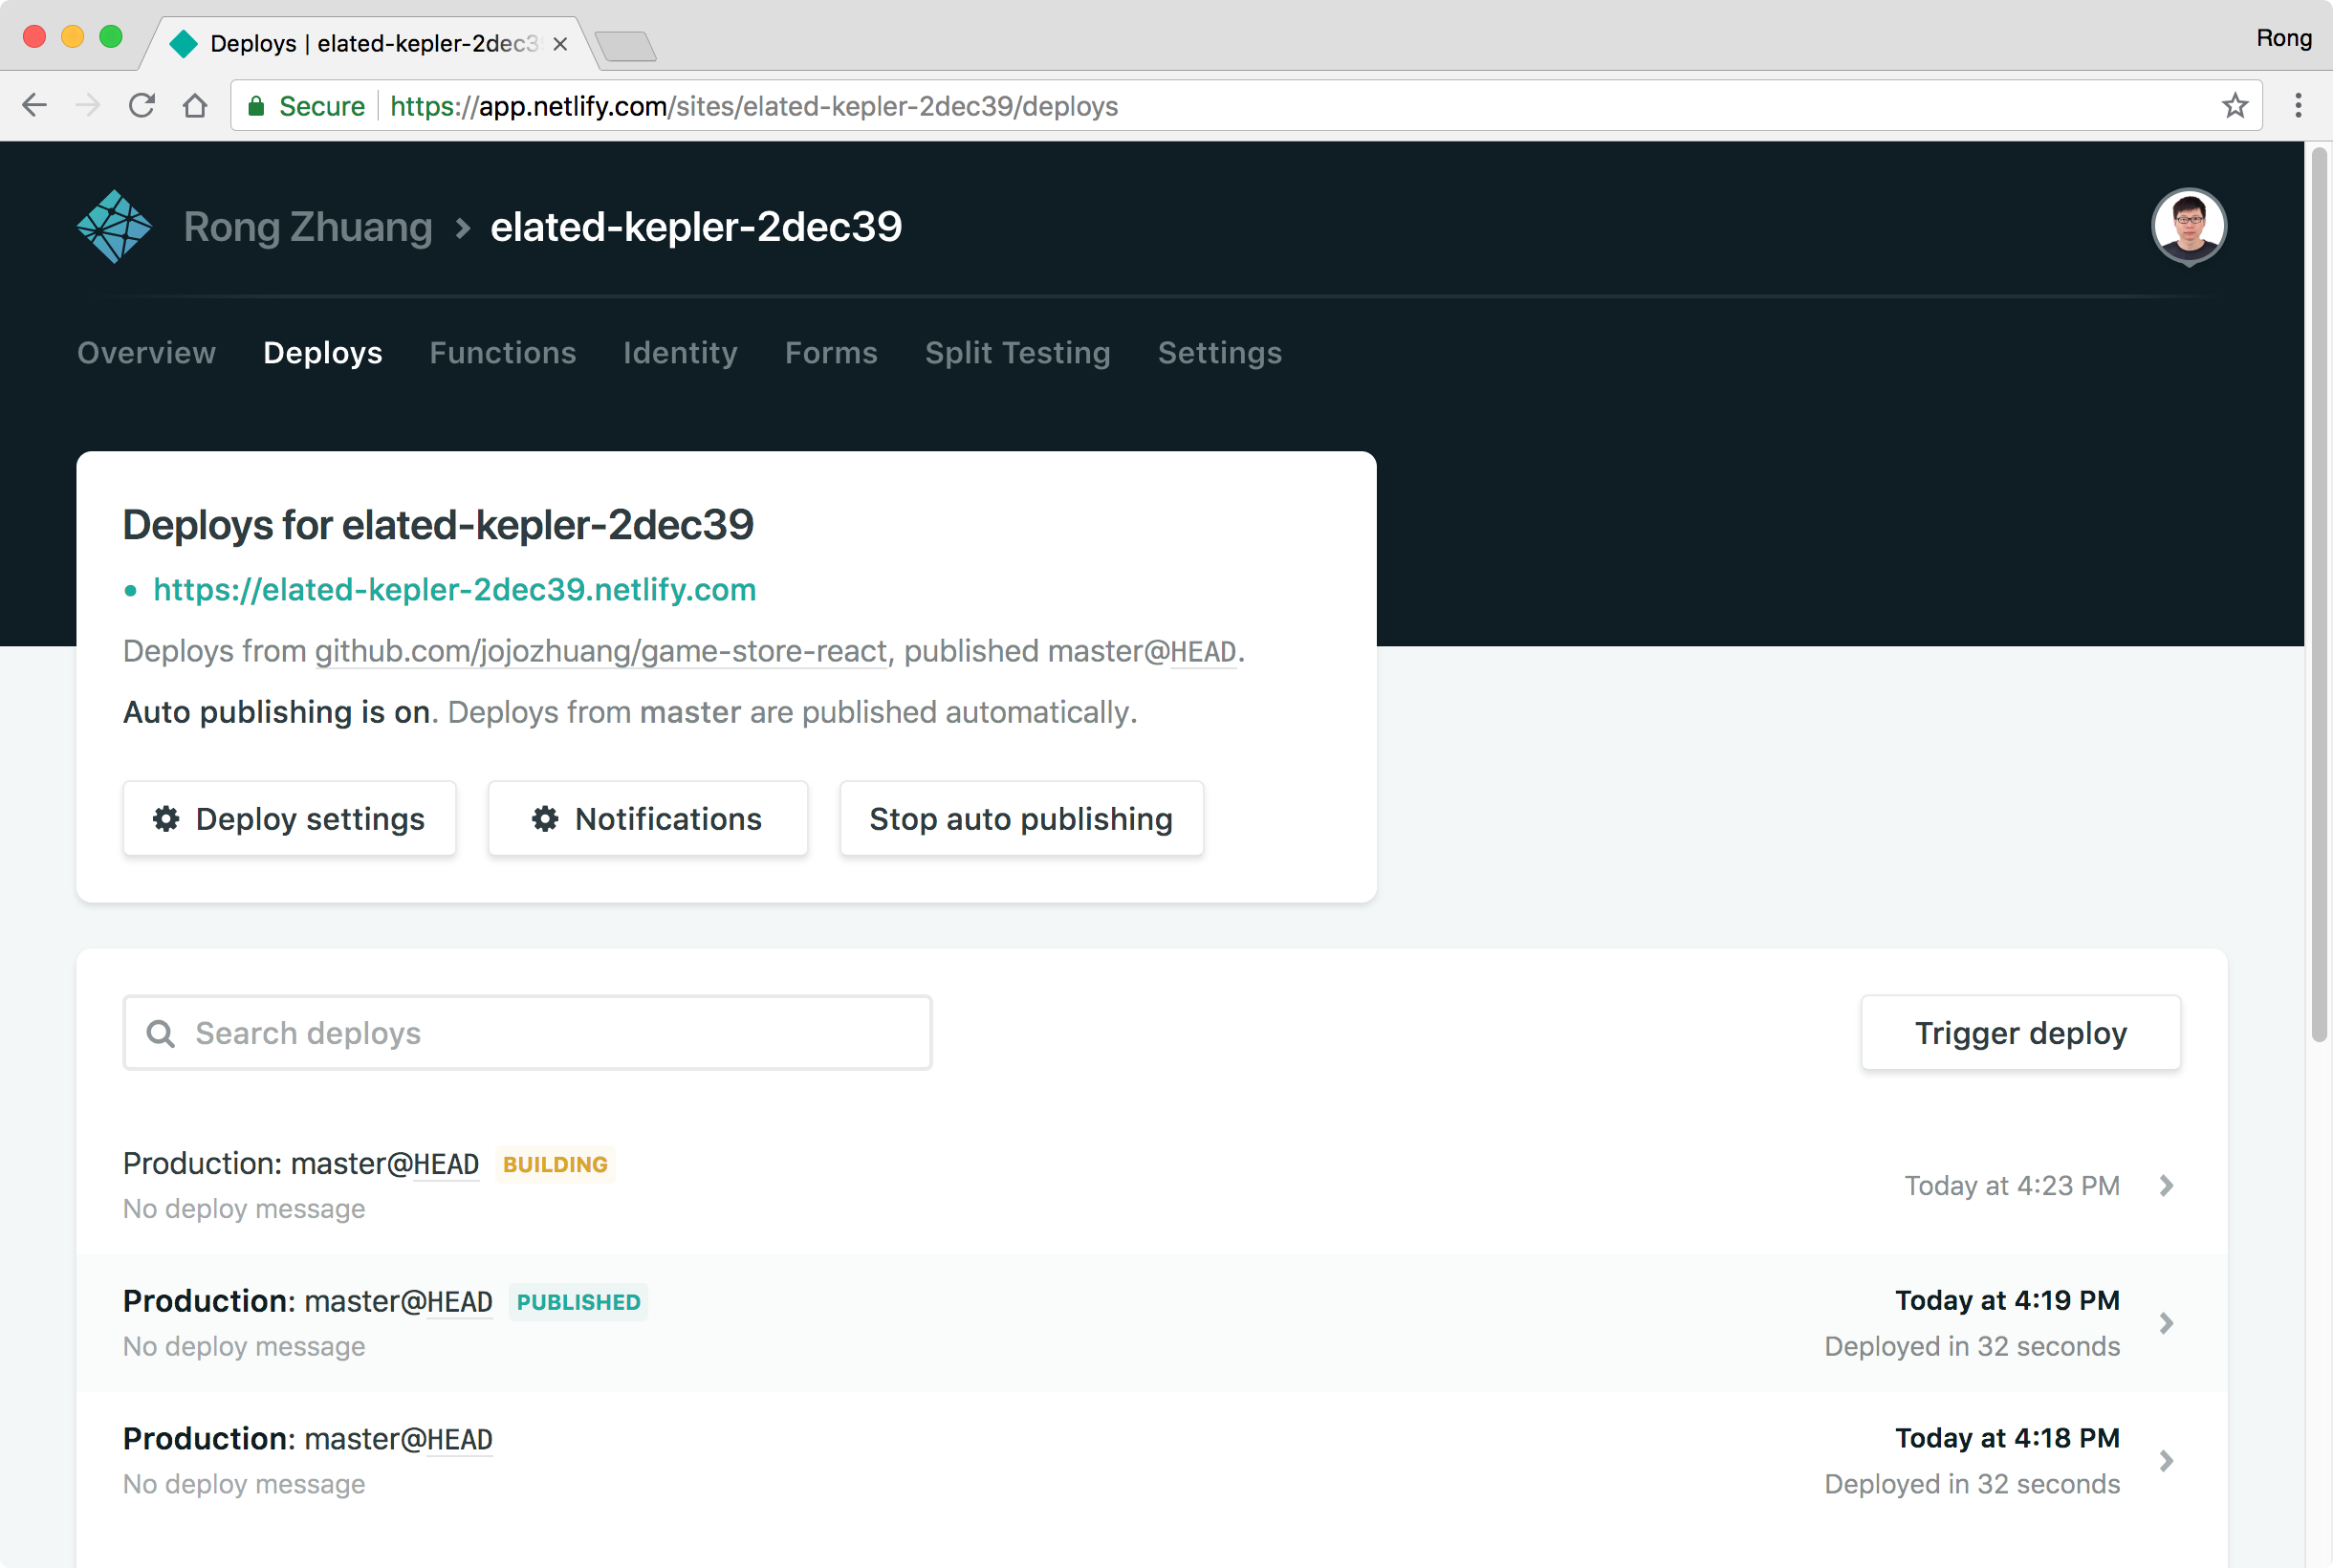 Deploys | elated-kepler-2dec3
Rong
Secure https://app.netlify.com/sites/elated-kepler-2dec39/deploys
Rong Zhuang > elated-kepler-2dec39
Overview Deploys Functions Identity Forms Split Testing Settings
Deploys for elated-kepler-2dec39
• https://elated-kepler-2dec39.netlify.com
Deploys from github.com/jojozhuang/game-store-react, published master@HEAD.
Auto publishing is on. Deploys from master are published automatically.
Deploy settings Notifications Stop auto publishing
Search deploys Trigger deploy
Production: master@HEAD BUILDING
No deploy message
Today at 4:23 PM
Production: master@HEAD PUBLISHED
No deploy message
Today at 4:19 PM
Deployed in 32 seconds
Production: master@HEAD
No deploy message
Today at 4:18 PM
Deployed in 32 seconds